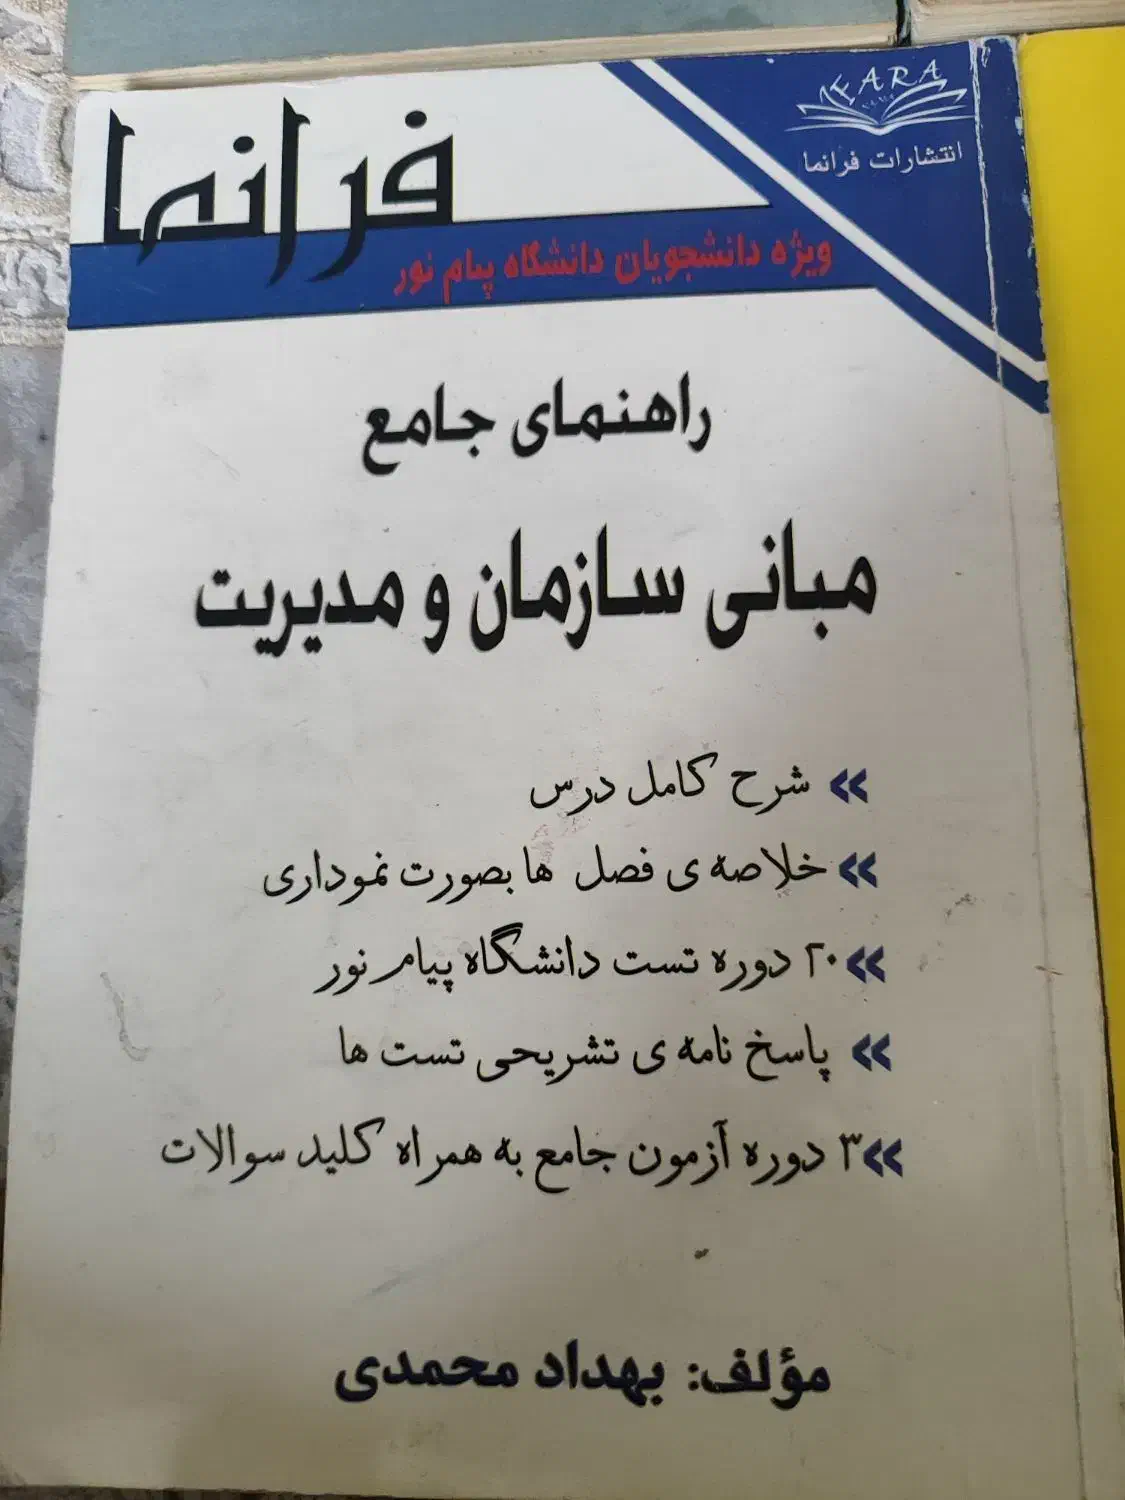 FARA
انتشارات فرانما
فرانما
ویژه دانشجویان دانشگاه پیام نور
راهنمای جامع
مبانی سازمان و مدیریت
شرح کامل درس
خلاصه ی فصل ها بصورت نموداری
۲۰ دوره تست دانشگاه پیام نور
پاسخ نامه ی تشریحی تست ها
۳ دوره آزمون جامع به همراه کلید سوالات
مؤلف: بهداد محمدی